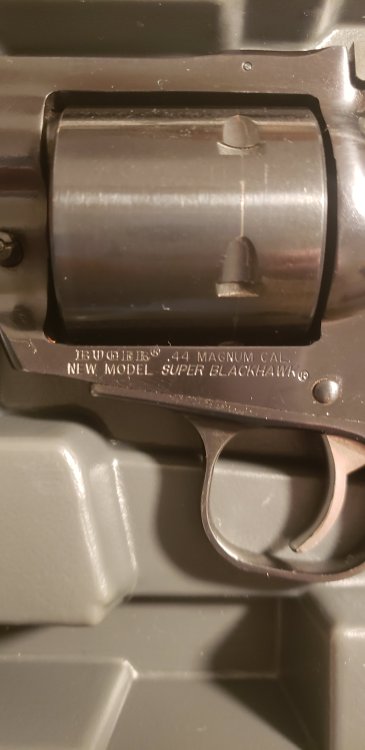 RUGER® .44 MAGNUM CAL.
NEW MODEL SUPER BLACKHAWK®